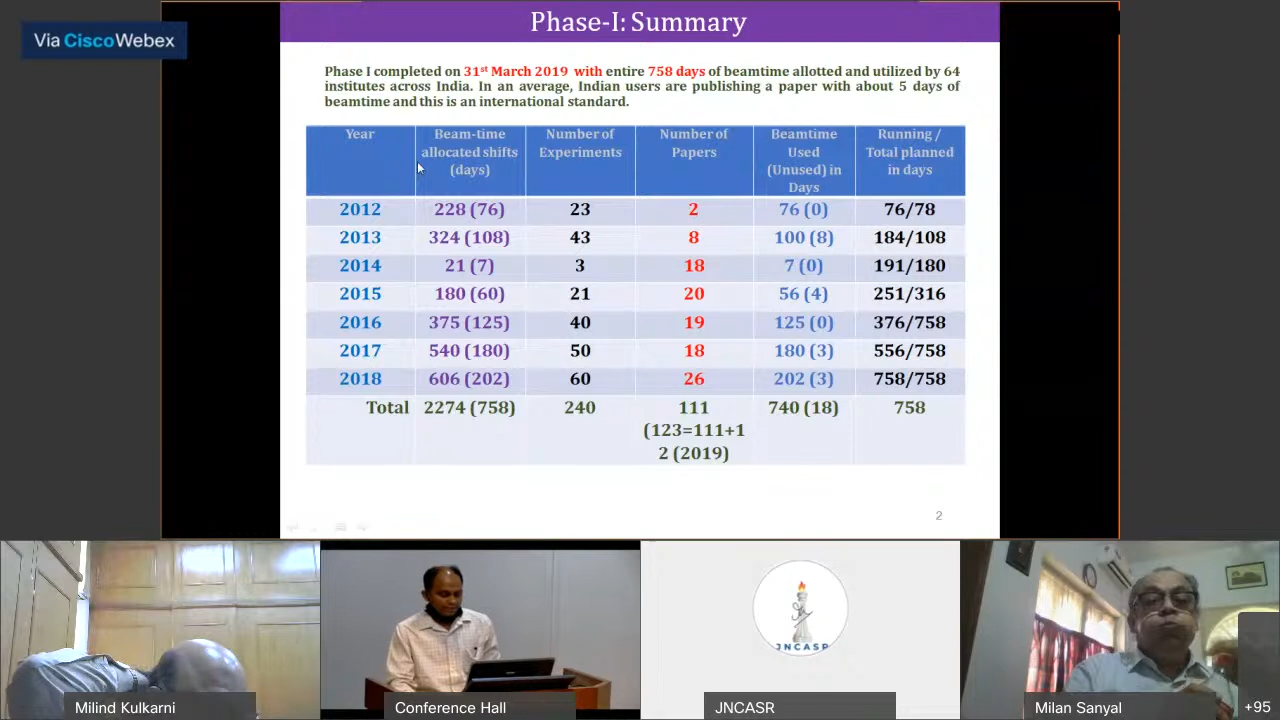 Via Cisco Webex
Phase-I: Summary
Phase I completed on 31st March 2019 with entire 758 days of beamtime allotted and utilized by 64
institutes across India. In an average, Indian users are publishing a paper with about 5 days of
beamtime and this is an international standard.
Year Beam-time allocated shifts (days) Number of Experiments Number of Papers Beamtime Used (Unused) in Days Running / Total planned in days
2012 228 (76) 23 2 76 (0) 76/78
2013 324 (108) 43 8 100 (8) 184/108
2014 21 (7) 3 18 7 (0) 191/180
2015 180 (60) 21 20 56 (4) 251/316
2016 375 (125) 40 19 125 (0) 376/758
2017 540 (180) 50 18 180 (3) 556/758
2018 606 (202) 60 26 202 (3) 758/758
Total 2274 (758) 240 111 740 (18) 758
(123=111+1
2 (2019)
2
JNCASR
Milind Kulkarni
Conference Hall
JNCASR
Milan Sanyal
+95